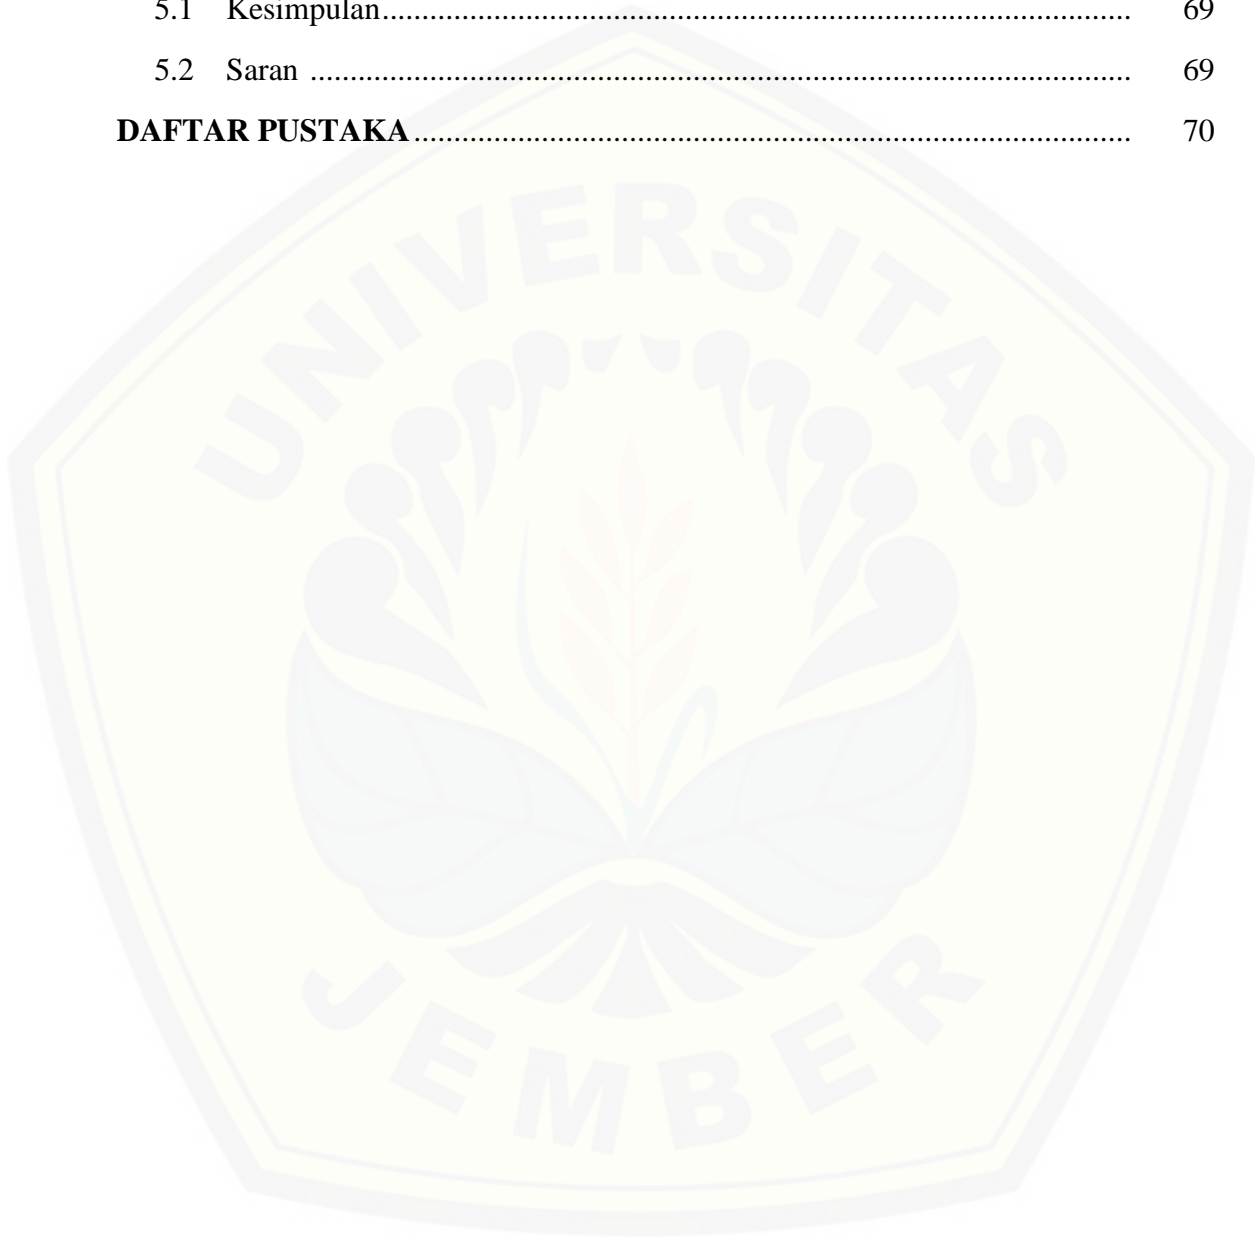 5.1 Kesimpulan............................................................................................... 69
5.2 Saran ........................................................................................................ 69
DAFTAR PUSTAKA........................................................................................... 70
UNIVERSITAS
JEMBER